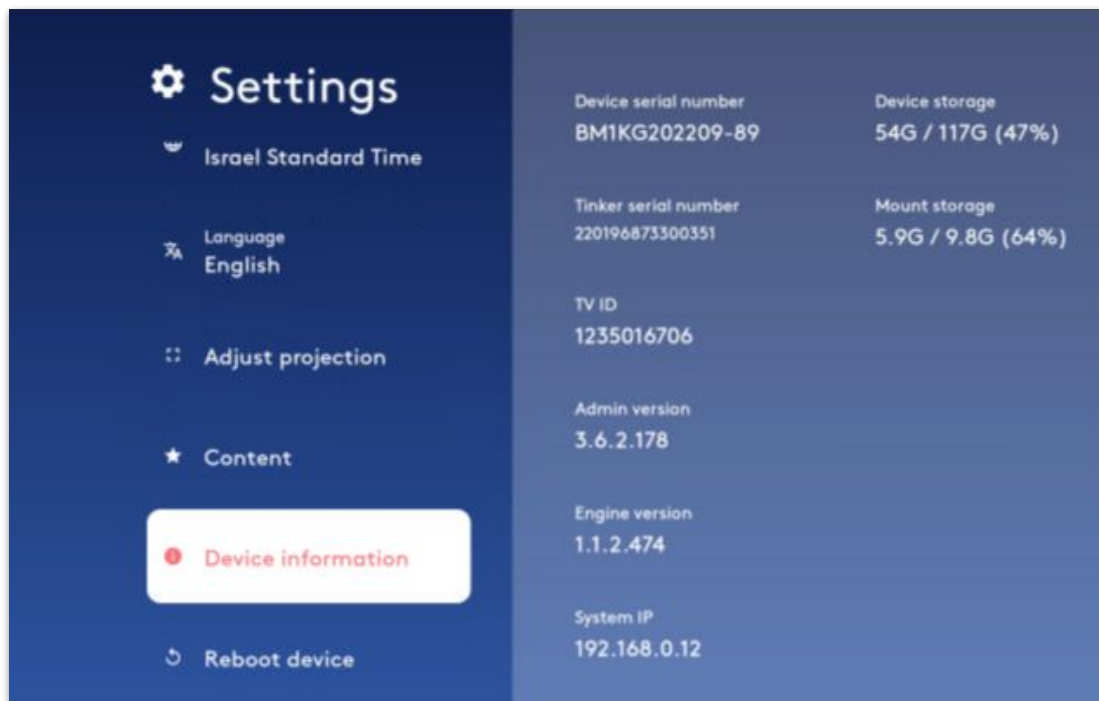 Settings
Israel Standard Time
Language
English
Adjust projection
Content
Device information
Reboot device
Device serial number
BM1KG202209-89
Device storage
54G / 117G (47%)
Tinker serial number
220196873300351
Mount storage
5.9G / 9.8G (64%)
TV ID
1235016706
Admin version
3.6.2.178
Engine version
1.1.2.474
System IP
192.168.0.12